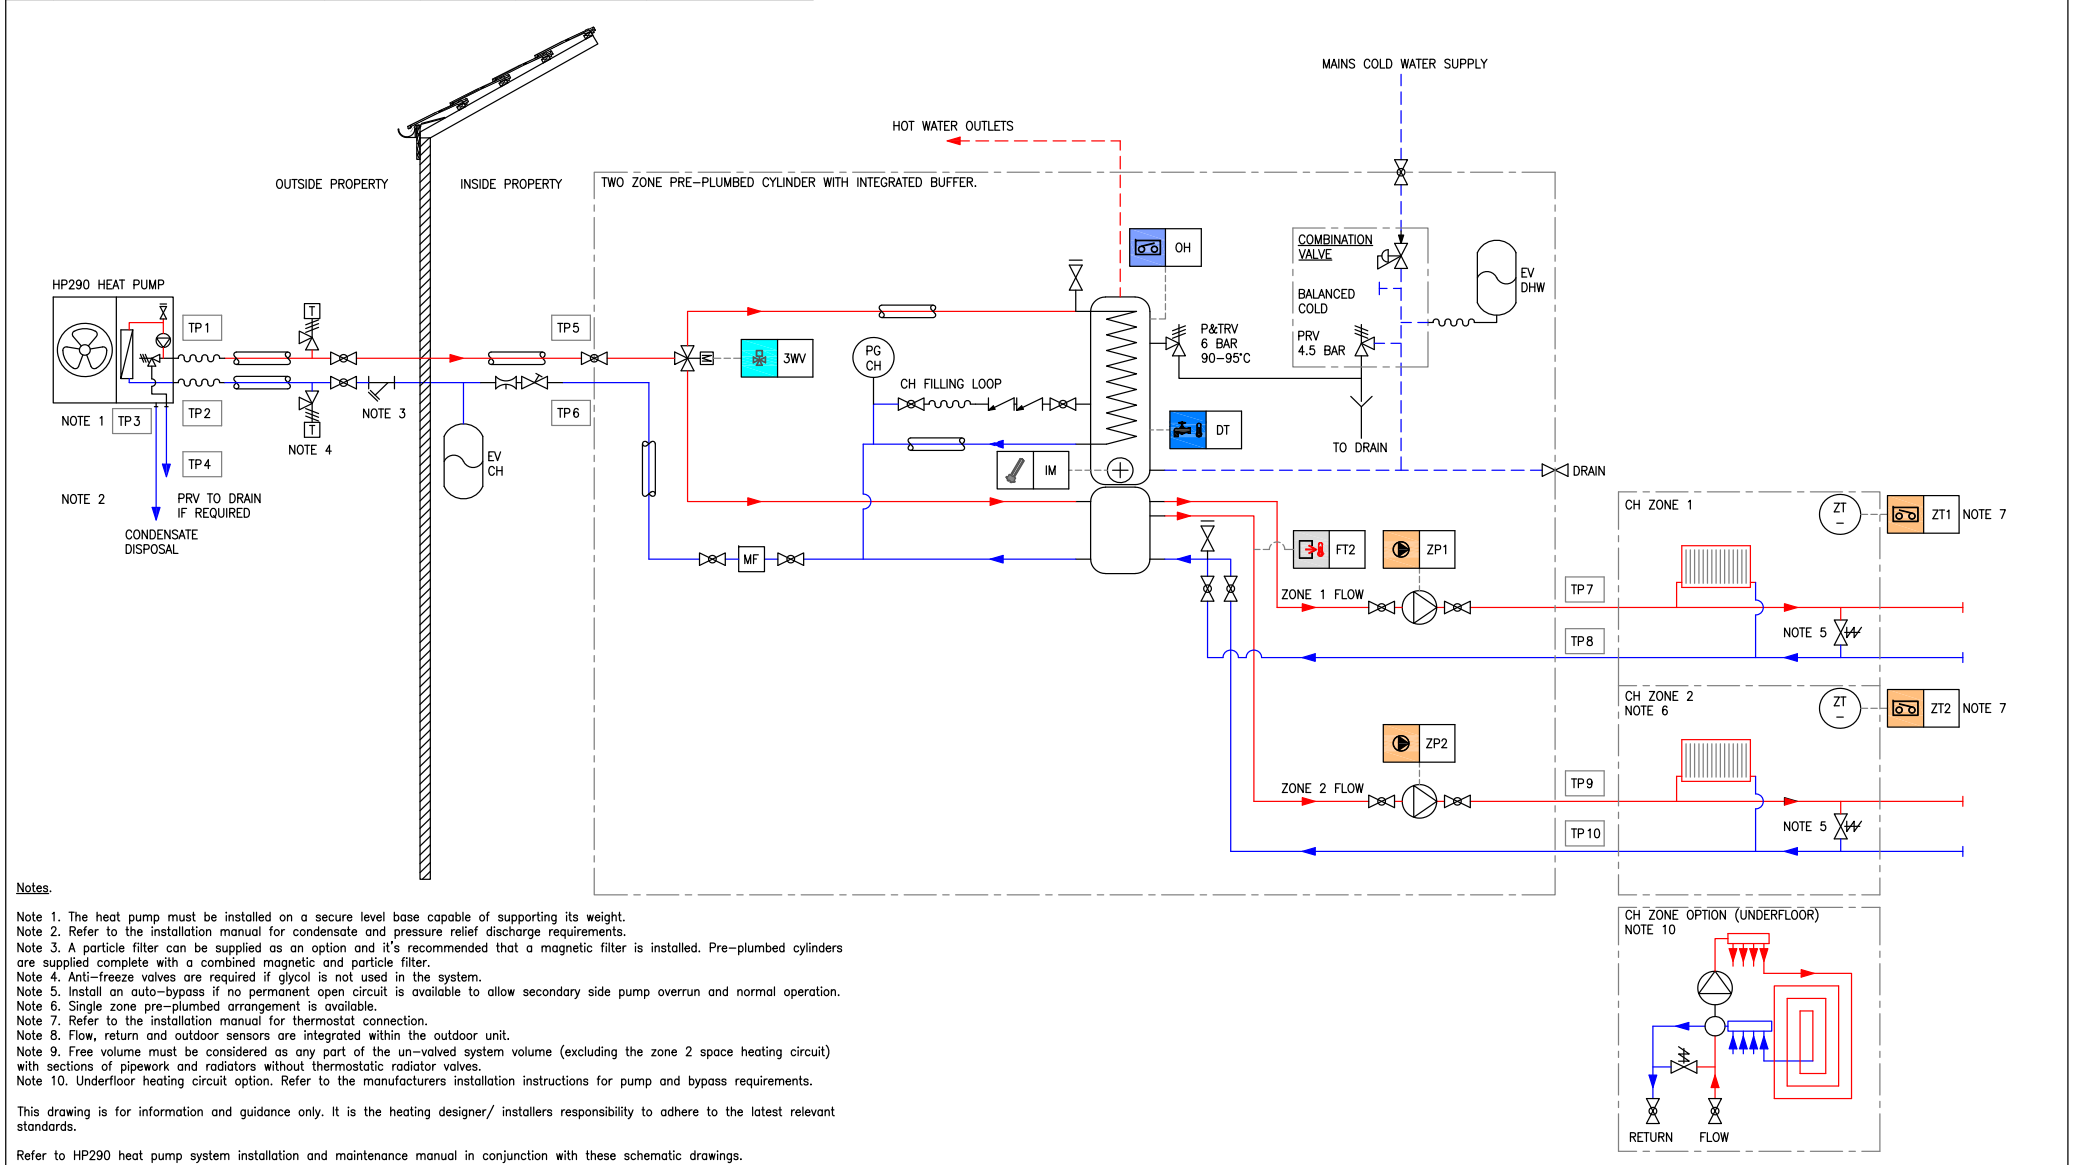 MAINS COLD WATER SUPPLY
HOT WATER OUTLETS
OUTSIDE PROPERTY
INSIDE PROPERTY
TWO ZONE PRE-PLUMBED CYLINDER WITH INTEGRATED BUFFER.
OH
COMBINATION
VALVE
BALANCED
COLD
PRV
4.5 BAR
EV
DHW
HP290 HEAT PUMP
TP1
T
TP5
M
3WV
PG
CH
P&TRV
6 BAR
90-95°C
CH FILLING LOOP
NOTE 1
TP3
TP2
NOTE 3
TP6
T
NOTE 4
DT
TO DRAIN
TP4
EV
CH
IM
DRAIN
NOTE 2
PRV TO DRAIN
IF REQUIRED
CONDENSATE
DISPOSAL
CH ZONE 1
ZT
–
ZT1
NOTE 7
MF
FT2
ZP1
ZONE 1 FLOW
TP7
TP8
NOTE 5
CH ZONE 2
NOTE 6
ZT
–
ZT2
NOTE 7
ZP2
ZONE 2 FLOW
TP9
TP10
NOTE 5
CH ZONE OPTION (UNDERFLOOR)
NOTE 10
RETURN
FLOW
Notes.
Note 1. The heat pump must be installed on a secure level base capable of supporting its weight.
Note 2. Refer to the installation manual for condensate and pressure relief discharge requirements.
Note 3. A particle filter can be supplied as an option and it's recommended that a magnetic filter is installed. Pre-plumbed cylinders
are supplied complete with a combined magnetic and particle filter.
Note 4. Anti-freeze valves are required if glycol is not used in the system.
Note 5. Install an auto-bypass if no permanent open circuit is available to allow secondary side pump overrun and normal operation.
Note 6. Single zone pre-plumbed arrangement is available.
Note 7. Refer to the installation manual for thermostat connection.
Note 8. Flow, return and outdoor sensors are integrated within the outdoor unit.
Note 9. Free volume must be considered as any part of the un-valved system volume (excluding the zone 2 space heating circuit)
with sections of pipework and radiators without thermostatic radiator valves.
Note 10. Underfloor heating circuit option. Refer to the manufacturers installation instructions for pump and bypass requirements.
This drawing is for information and guidance only. It is the heating designer/ installers responsibility to adhere to the latest relevant
standards.
Refer to HP290 heat pump system installation and maintenance manual in conjunction with these schematic drawings.